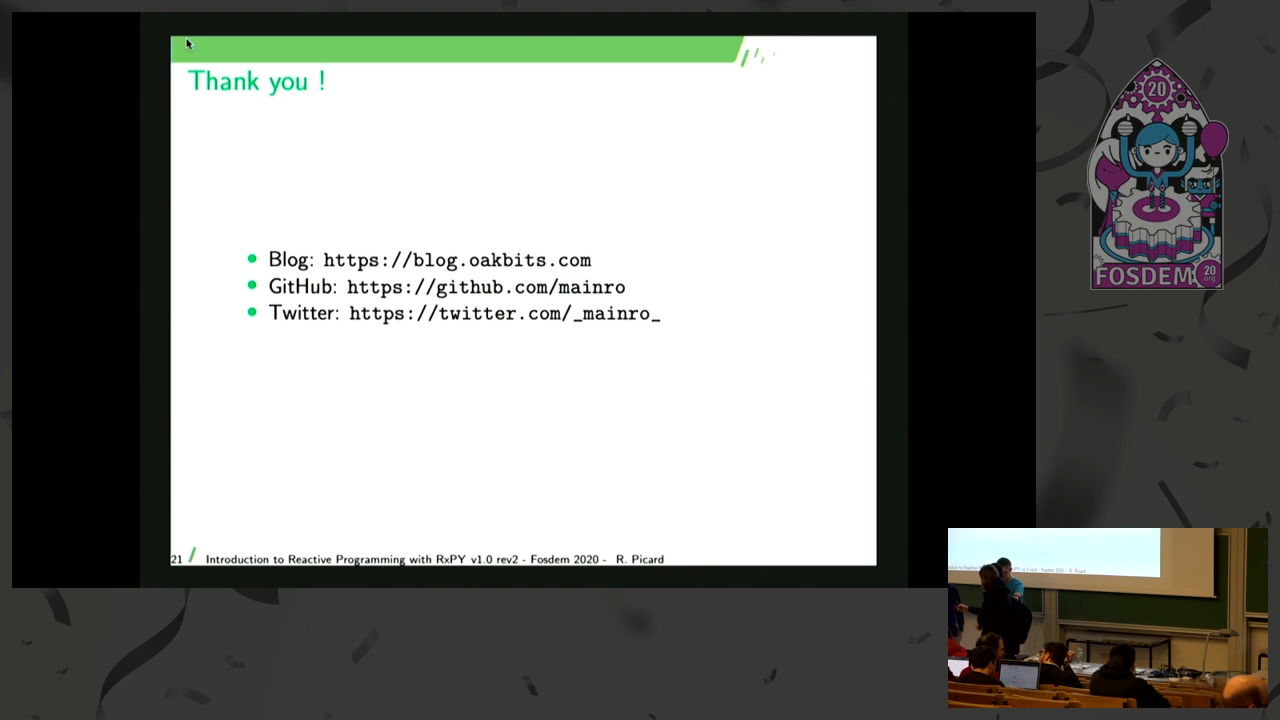 Thank you !
Blog: https://blog.oakbits.com
GitHub: https://github.com/mainro
Twitter: https://twitter.com/_mainro_
21 Introduction to Reactive Programming with RxPY v1.0 rev2 - Fosdem 2020 - R. Picard
20
FOSDEM 20
.org